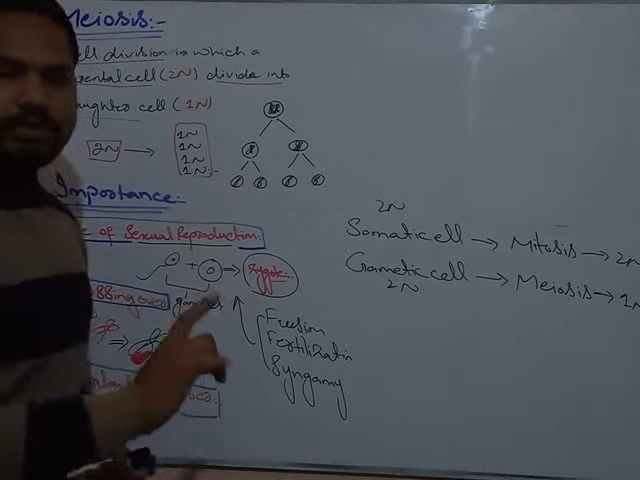 Meiosis:-
cell division in which a
parental cell (2N) divide into
daughter cell (1N)
2N → 2N
2N
1N
1N:-
Importance:-
of Sexual Reproduction:
+ → zygote:-
gametes
Fusion
Fertilization
Syngamy
2N
Somatic cell → Mitosis → 2N
Gametic cell → Meiosis → 1N
2N